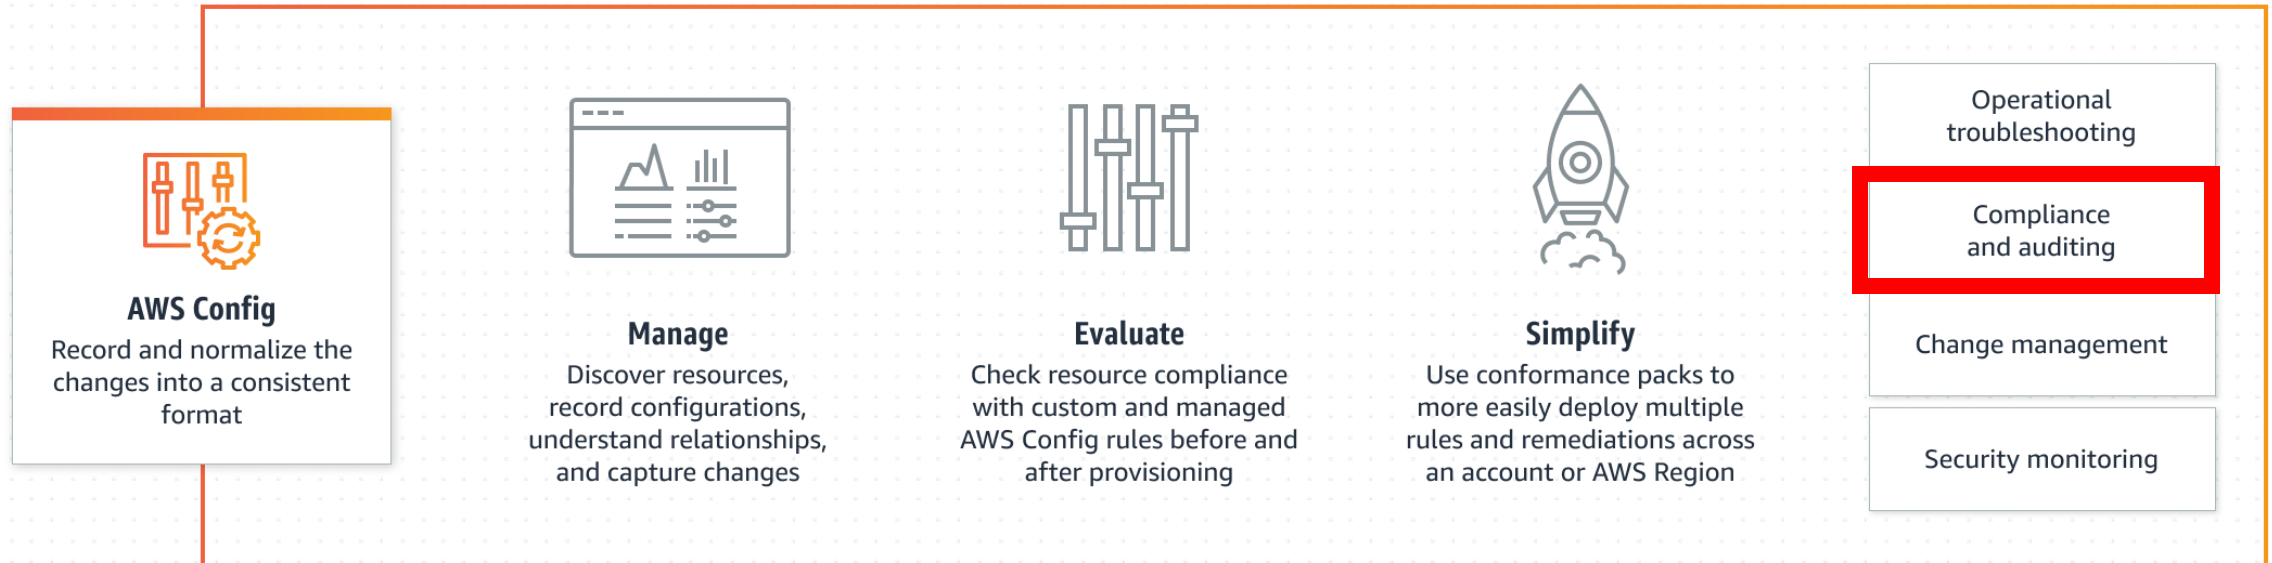 AWS Config
Record and normalize the
changes into a consistent
format
Manage
Discover resources,
record configurations,
understand relationships,
and capture changes
Evaluate
Check resource compliance
with custom and managed
AWS Config rules before and
after provisioning
Simplify
Use conformance packs to
more easily deploy multiple
rules and remediations across
an account or AWS Region
Operational
troubleshooting
Compliance
and auditing
Change management
Security monitoring